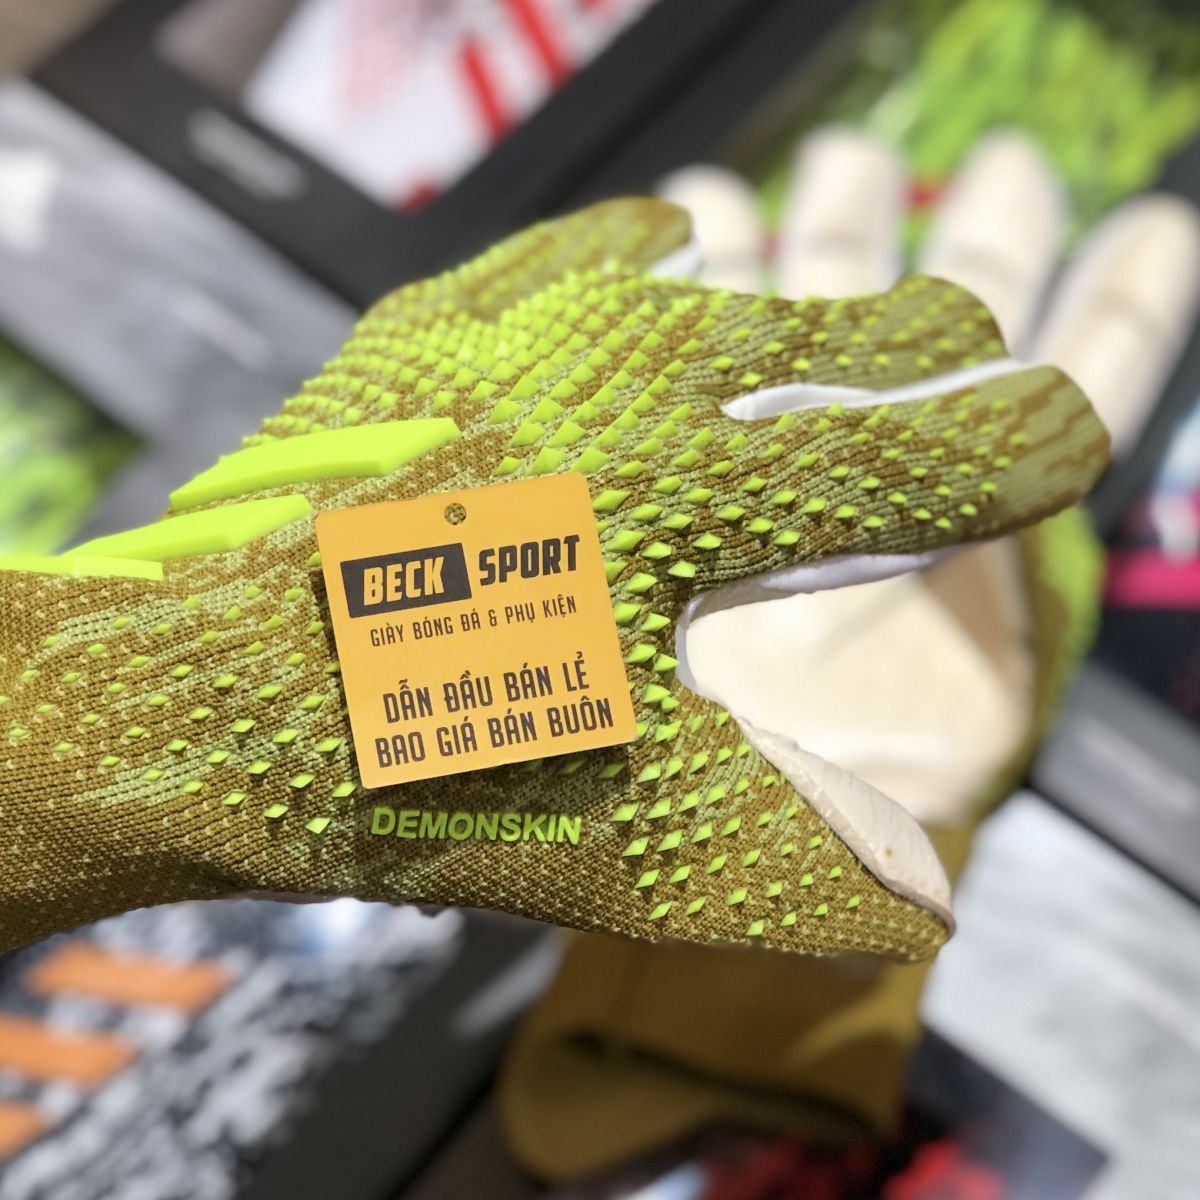 BECK SPORT
GIÀY BÓNG ĐÁ & PHỤ KIỆN
DẪN ĐẦU BÁN LẺ
BAO GIÁ BÁN BUÔN
DEMONSKIN